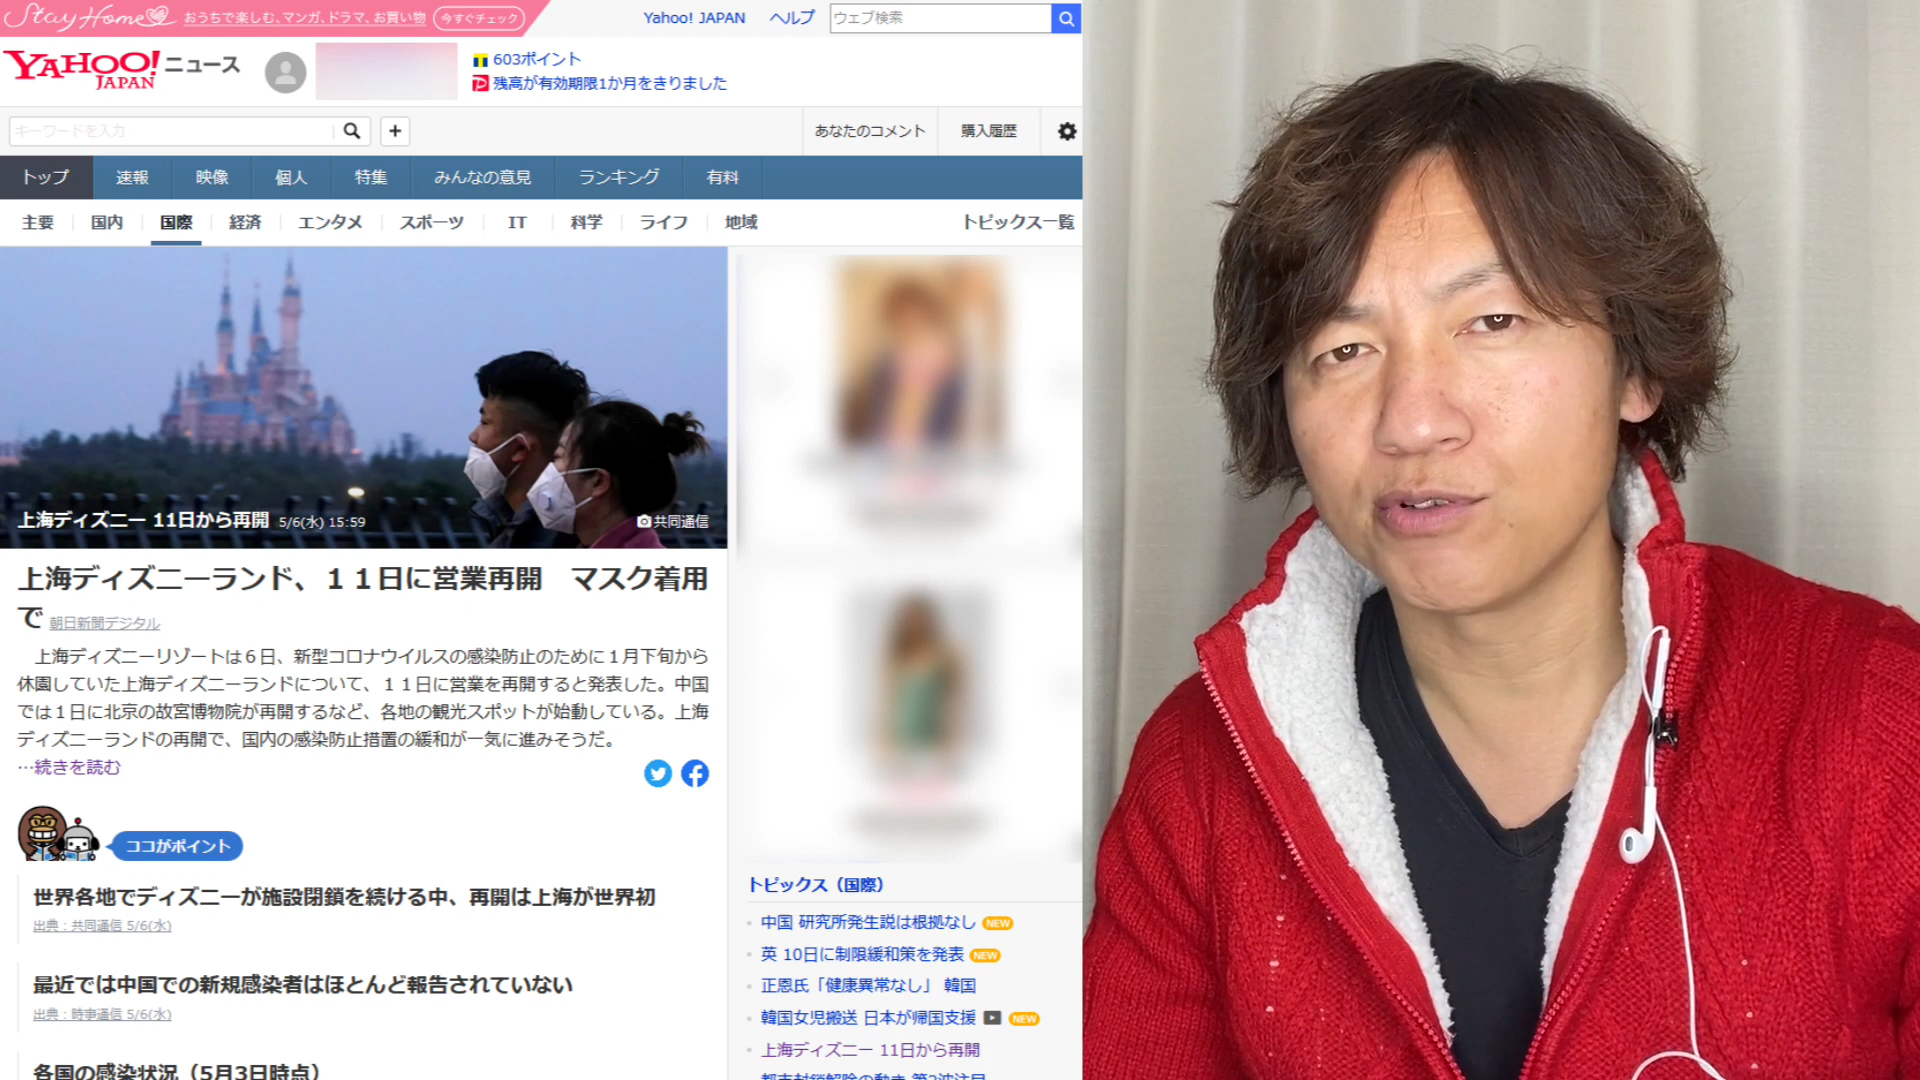 Stay Home おうちで楽しむ、マンガ、ドラマ、お買い物 今すぐチェック
Yahoo! JAPAN ヘルプ ウェブ検索
YAHOO! JAPAN ニュース
603ポイント
残高が有効期限1か月をきりました
キーワードを入力 +
あなたのコメント 購入履歴
トップ 速報 映像 個人 特集 みんなの意見 ランキング 有料
主要 国内 国際 経済 エンタメ スポーツ IT 科学 ライフ 地域 トピックス一覧
上海ディズニー 11日から再開 5/6(水) 15:59 共同通信
上海ディズニーランド、１１日に営業再開　マスク着用
で 朝日新聞デジタル
上海ディズニーリゾートは６日、新型コロナウイルスの感染防止のために１月下旬から
休園していた上海ディズニーランドについて、１１日に営業を再開すると発表した。中国
では１日に北京の故宮博物院が再開するなど、各地の観光スポットが始動している。上海
ディズニーランドの再開で、国内の感染防止措置の緩和が一気に進みそうだ。
…続きを読む
ココがポイント
世界各地でディズニーが施設閉鎖を続ける中、再開は上海が世界初
出典：共同通信 5/6(水)
最近では中国での新規感染者はほとんど報告されていない
出典：時事通信 5/6(水)
各国の感染状況（5月3日時点）
トピックス（国際）
中国 研究所発生説は根拠なし NEW
英 10日に制限緩和策を発表 NEW
正恩氏「健康異常なし」 韓国
韓国女児搬送 日本が帰国支援 NEW
上海ディズニー 11日から再開
都市封鎖解除の動き 第2波注目